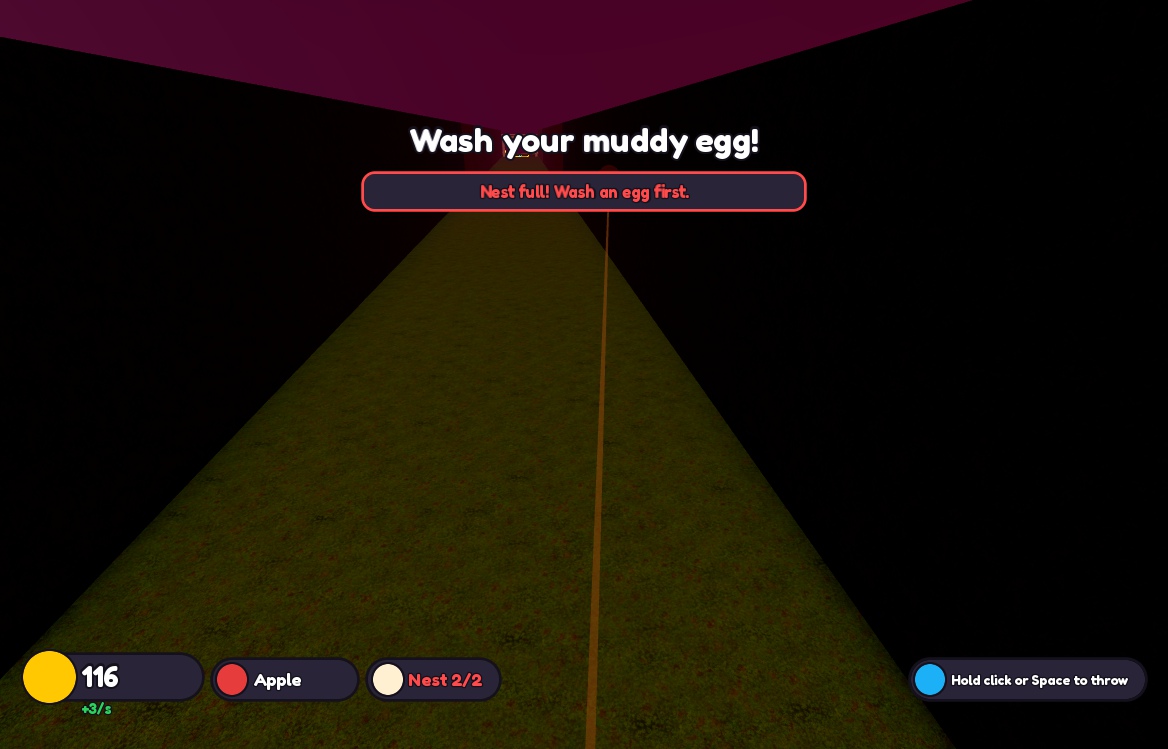 Wash your muddy egg!
Nest full! Wash an egg first.
116
+3/s
Apple
Nest 2/2
Hold click or Space to throw